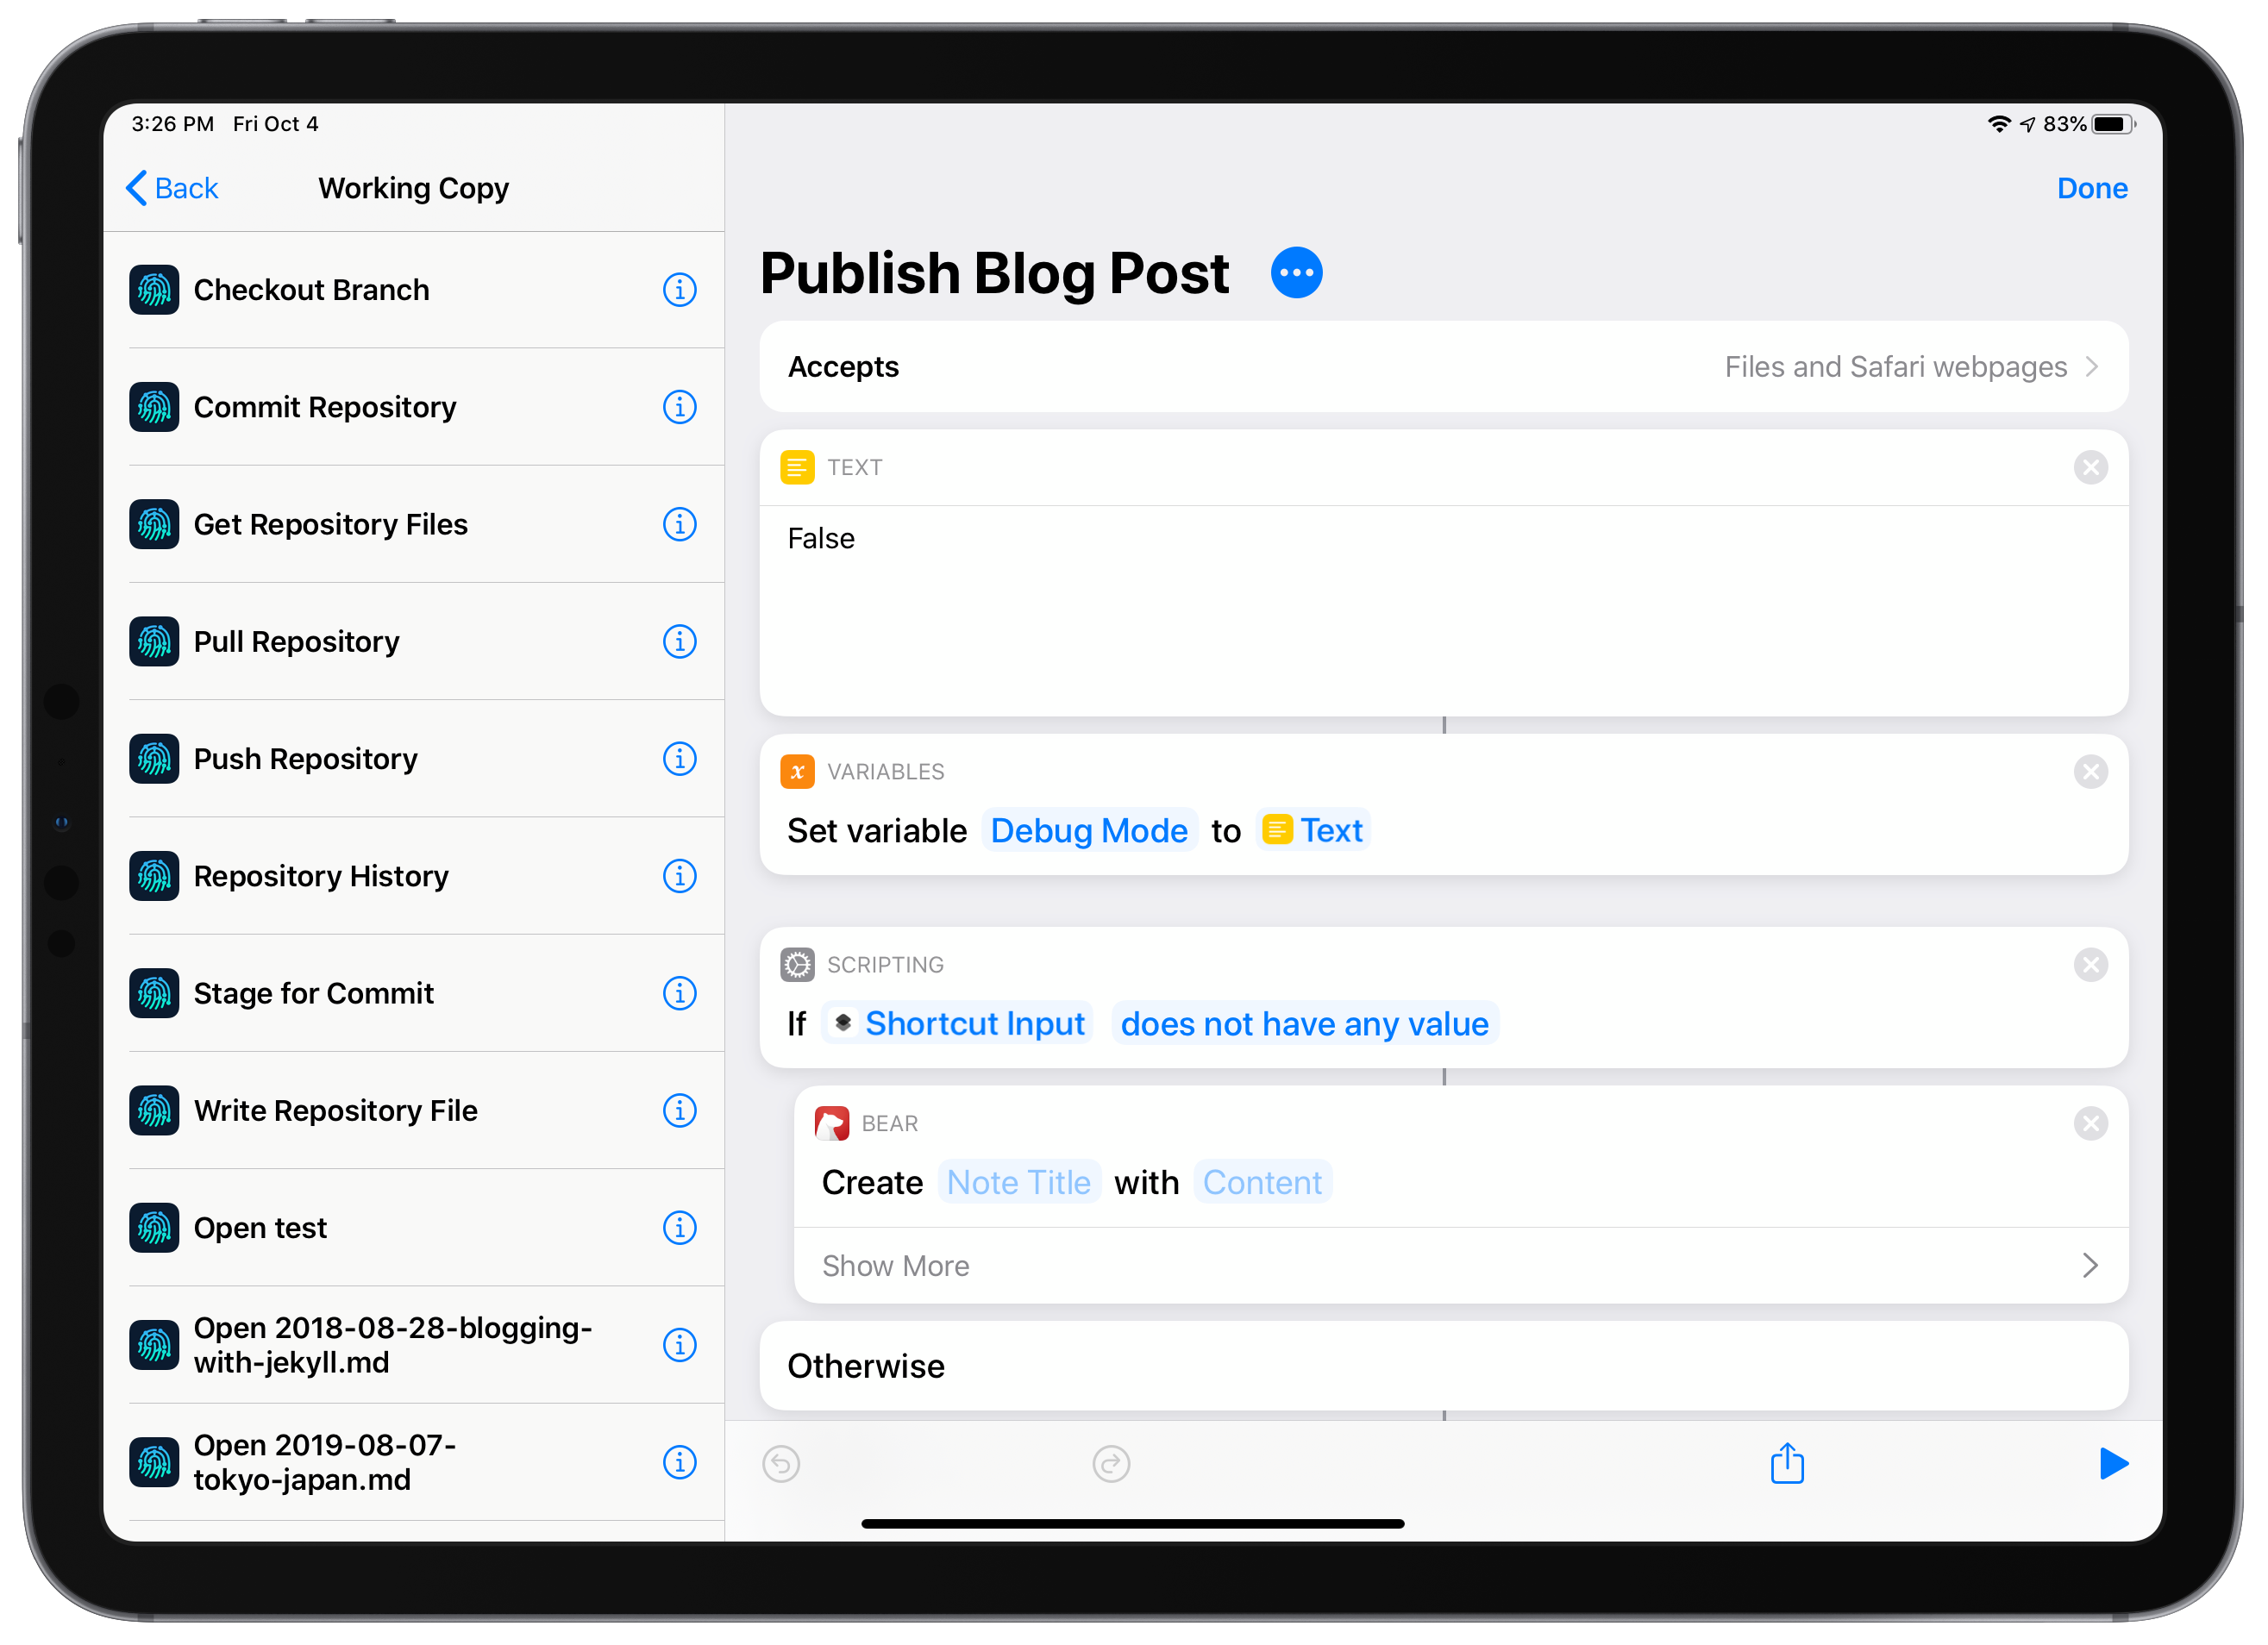 3:26 PM Fri Oct 4
83%
Back
Working Copy
Done
Checkout Branch
Commit Repository
Get Repository Files
Pull Repository
Push Repository
Repository History
Stage for Commit
Write Repository File
Open test
Open 2018-08-28-blogging-
with-jekyll.md
Open 2019-08-07-
tokyo-japan.md
Publish Blog Post
Accepts Files and Safari webpages
TEXT
False
VARIABLES
Set variable Debug Mode to Text
SCRIPTING
If Shortcut Input does not have any value
BEAR
Create Note Title with Content
Show More
Otherwise